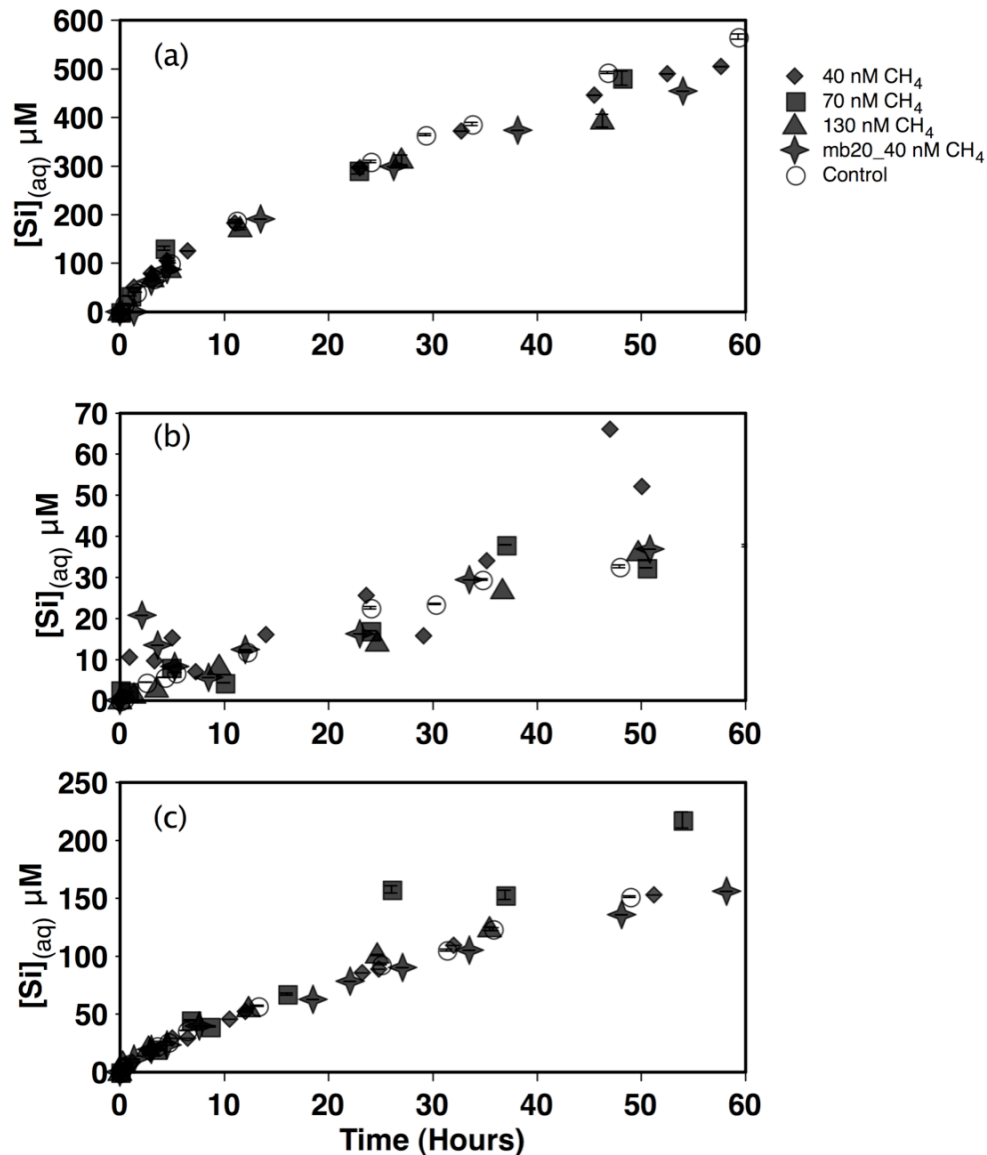 600
(a)
500
400
300
200
100
0
[Si](aq) µM
0 10 20 30 40 50 60
40 nM CH4
70 nM CH4
130 nM CH4
mb20_40 nM CH4
Control
70
(b)
60
50
40
30
20
10
0
[Si](aq) µM
0 10 20 30 40 50 60
250
(c)
200
150
100
50
0
[Si](aq) µM
0 10 20 30 40 50 60
Time (Hours)